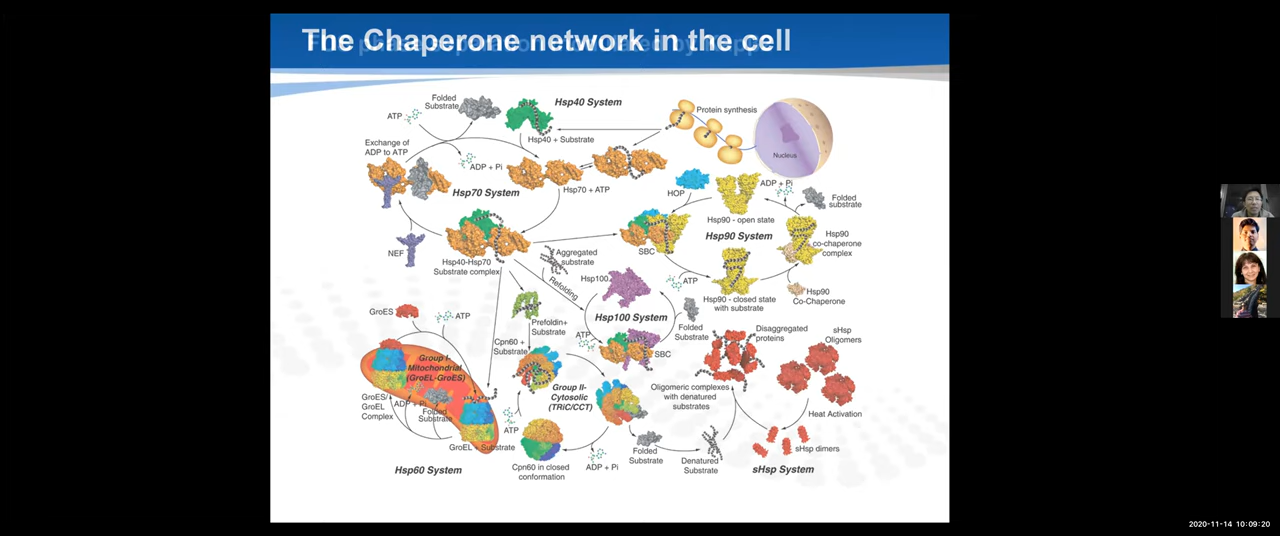 The Chaperone network in the cell
Folded
Substrate
Hsp40 System
ATP
Protein synthesis
Hsp40 + Substrate
Exchange of
ADP to ATP
Nucleus
ADP + Pi
Hsp70 System
Hsp70 + ATP
HOP
ADP + Pi
Folded
substrate
Hsp90 - open state
Hsp90 System
Hsp90
co-chaperone
complex
NEF
SBC
Hsp40-Hsp70
Substrate complex
Aggregated
substrate
Refolding
Hsp100
ATP
Hsp90
Co-Chaperone
Hsp90 - closed state
with substrate
GroES
ATP
Prefoldin+
Substrate
Hsp100 System
Folded
Substrate
Disaggregated
proteins
sHsp
Oligomers
ATP
Cpn60 +
Substrate
SBC
Group I-
Mitochondrial
(GroEL-GroES)
Group II-
Cytosolic
(TRiC/CCT)
Oligomeric complexes
with denatured
substrates
GroES/
GroEL
Complex
ADP + Pi
Folded
Substrate
Heat Activation
ATP
GroEL + Substrate
Folded
Substrate
Denatured
Substrate
sHsp dimers
Hsp60 System
Cpn60 in closed
conformation
ADP + Pi
sHsp System
2020-11-14 10:09:20